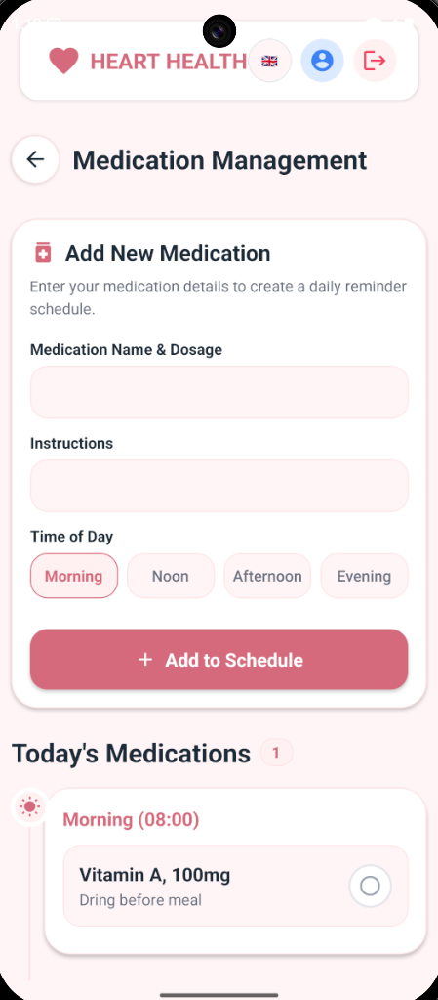 HEART HEALTH
Medication Management
Add New Medication
Enter your medication details to create a daily reminder
schedule.
Medication Name & Dosage
Instructions
Time of Day
Morning Noon Afternoon Evening
+ Add to Schedule
Today's Medications 1
Morning (08:00)
Vitamin A, 100mg
Dring before meal